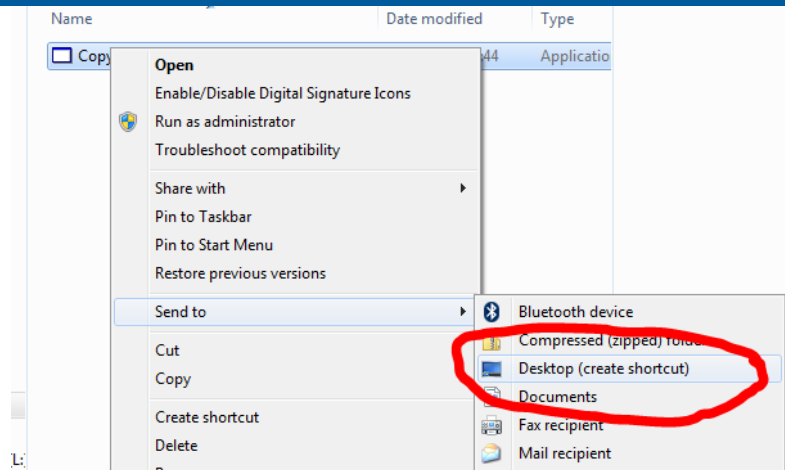 Name Date modified Type
Copy 44 Applicatio
Open
Enable/Disable Digital Signature Icons
Run as administrator
Troubleshoot compatibility
Share with
Pin to Taskbar
Pin to Start Menu
Restore previous versions
Send to
Cut
Copy
Create shortcut
Delete
Bluetooth device
Compressed (zipped) folder
Desktop (create shortcut)
Documents
Fax recipient
Mail recipient
L: